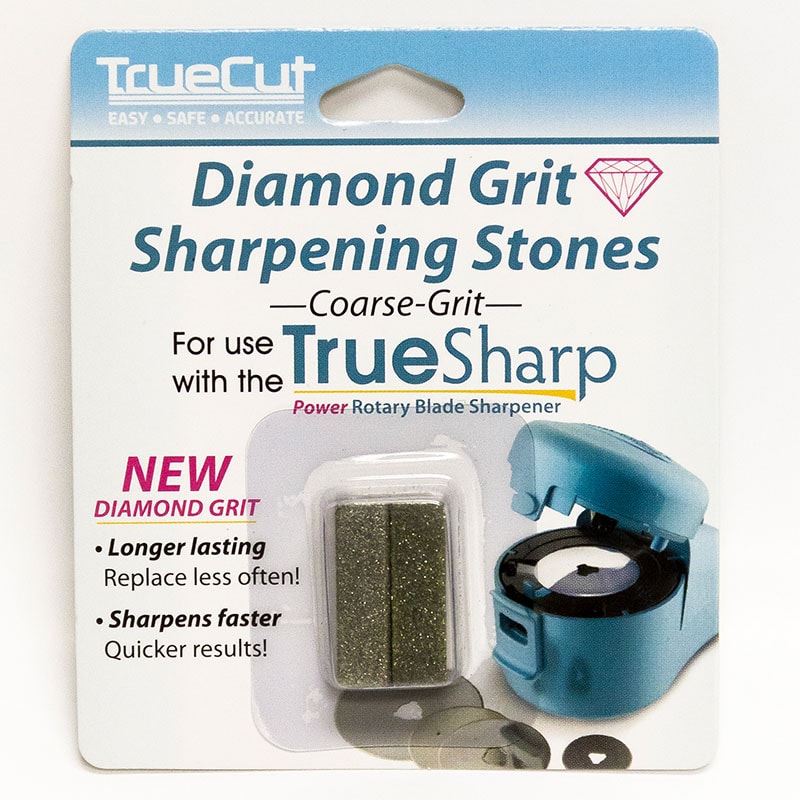 TrueCut
EASY • SAFE • ACCURATE
Diamond Grit
Sharpening Stones
—Coarse-Grit—
For use
with the
TrueSharp
Power Rotary Blade Sharpener
NEW
DIAMOND GRIT
• Longer lasting
Replace less often!
• Sharpens faster
Quicker results!